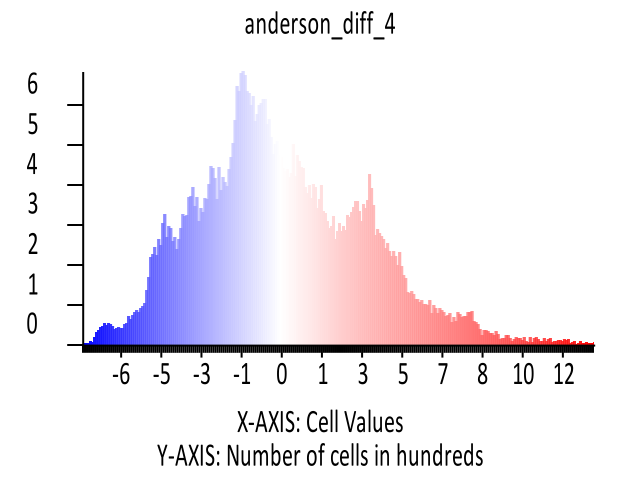 anderson_diff_4
6
5
4
3
2
1
0
-6 -5 -3 -1 0 1 3 5 7 8 10 12
X-AXIS: Cell Values
Y-AXIS: Number of cells in hundreds